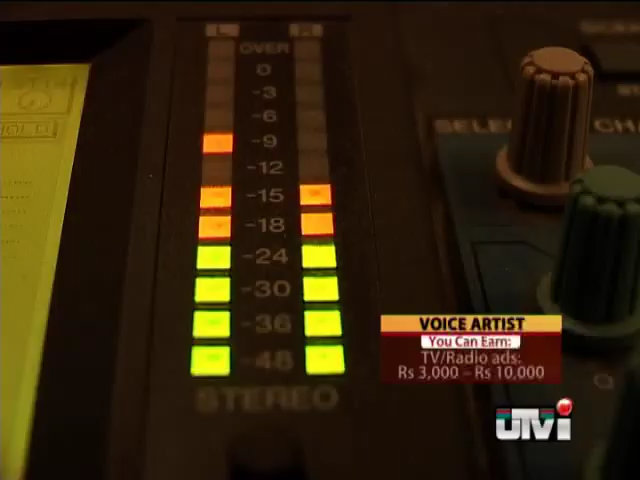 L R
OVER
0
-3
-6
-9
-12
-15
-18
-24
-30
-36
-48
STEREO
HOLD
VOICE ARTIST
You Can Earn:
TV/Radio ads:
Rs 3,000 – Rs 10,000
UTVi